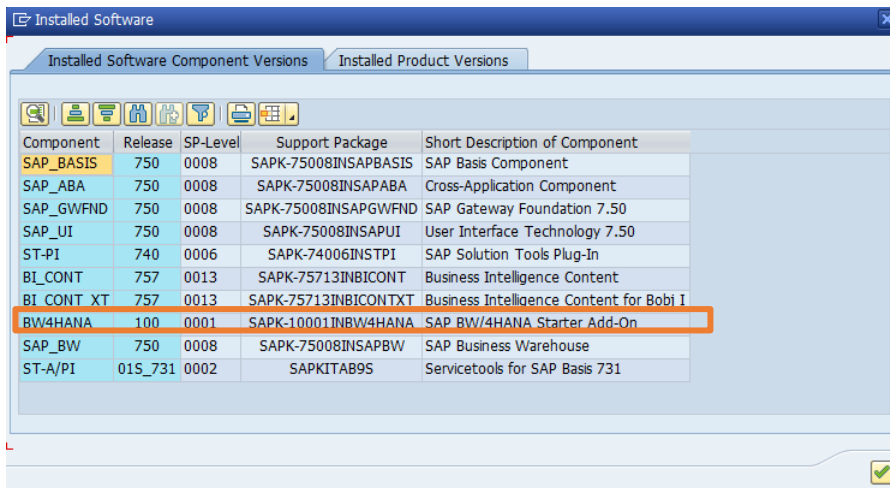 Installed Software
Installed Software Component Versions Installed Product Versions
Component Release SP-Level Support Package Short Description of Component
SAP_BASIS 750 0008 SAPK-75008INSAPBASIS SAP Basis Component
SAP_ABA 750 0008 SAPK-75008INSAPABA Cross-Application Component
SAP_GWFND 750 0008 SAPK-75008INSAPGWFND SAP Gateway Foundation 7.50
SAP_UI 750 0008 SAPK-75008INSAPUI User Interface Technology 7.50
ST-PI 740 0006 SAPK-74006INSTPI SAP Solution Tools Plug-In
BI_CONT 757 0013 SAPK-75713INBICONT Business Intelligence Content
BI_CONT_XT 757 0013 SAPK-75713INBICONTXT Business Intelligence Content for Bobj I
BW4HANA 100 0001 SAPK-10001INBW4HANA SAP BW/4HANA Starter Add-On
SAP_BW 750 0008 SAPK-75008INSAPBW SAP Business Warehouse
ST-A/PI 01S_731 0002 SAPKITAB9S Servicetools for SAP Basis 731